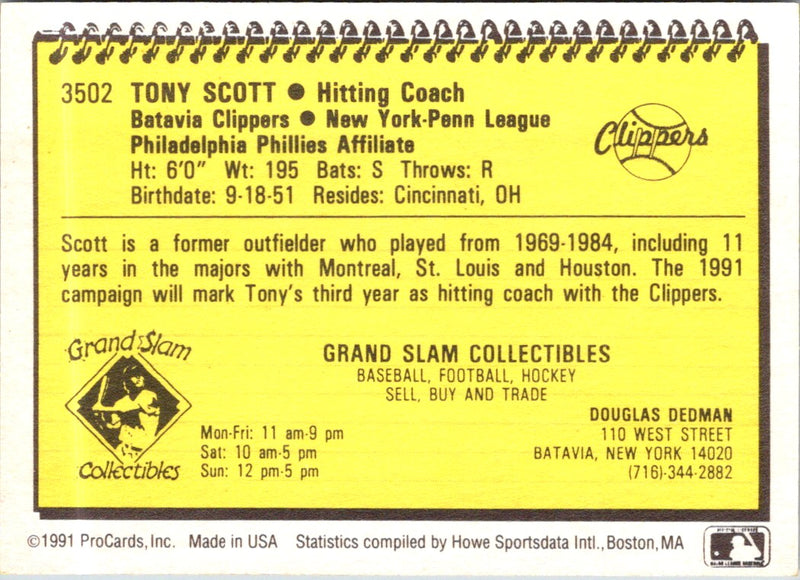 3502 TONY SCOTT ● Hitting Coach
Batavia Clippers ● New York-Penn League
Philadelphia Phillies Affiliate
Ht: 6'0" Wt: 195 Bats: S Throws: R
Birthdate: 9-18-51 Resides: Cincinnati, OH
Clippers
Scott is a former outfielder who played from 1969-1984, including 11
years in the majors with Montreal, St. Louis and Houston. The 1991
campaign will mark Tony's third year as hitting coach with the Clippers.
Grand Slam
Collectibles
Mon-Fri: 11 am-9 pm
Sat: 10 am-5 pm
Sun: 12 pm-5 pm
GRAND SLAM COLLECTIBLES
BASEBALL, FOOTBALL, HOCKEY
SELL, BUY AND TRADE
DOUGLAS DEDMAN
110 WEST STREET
BATAVIA, NEW YORK 14020
(716)-344-2882
©1991 ProCards, Inc. Made in USA Statistics compiled by Howe Sportsdata Intl., Boston, MA